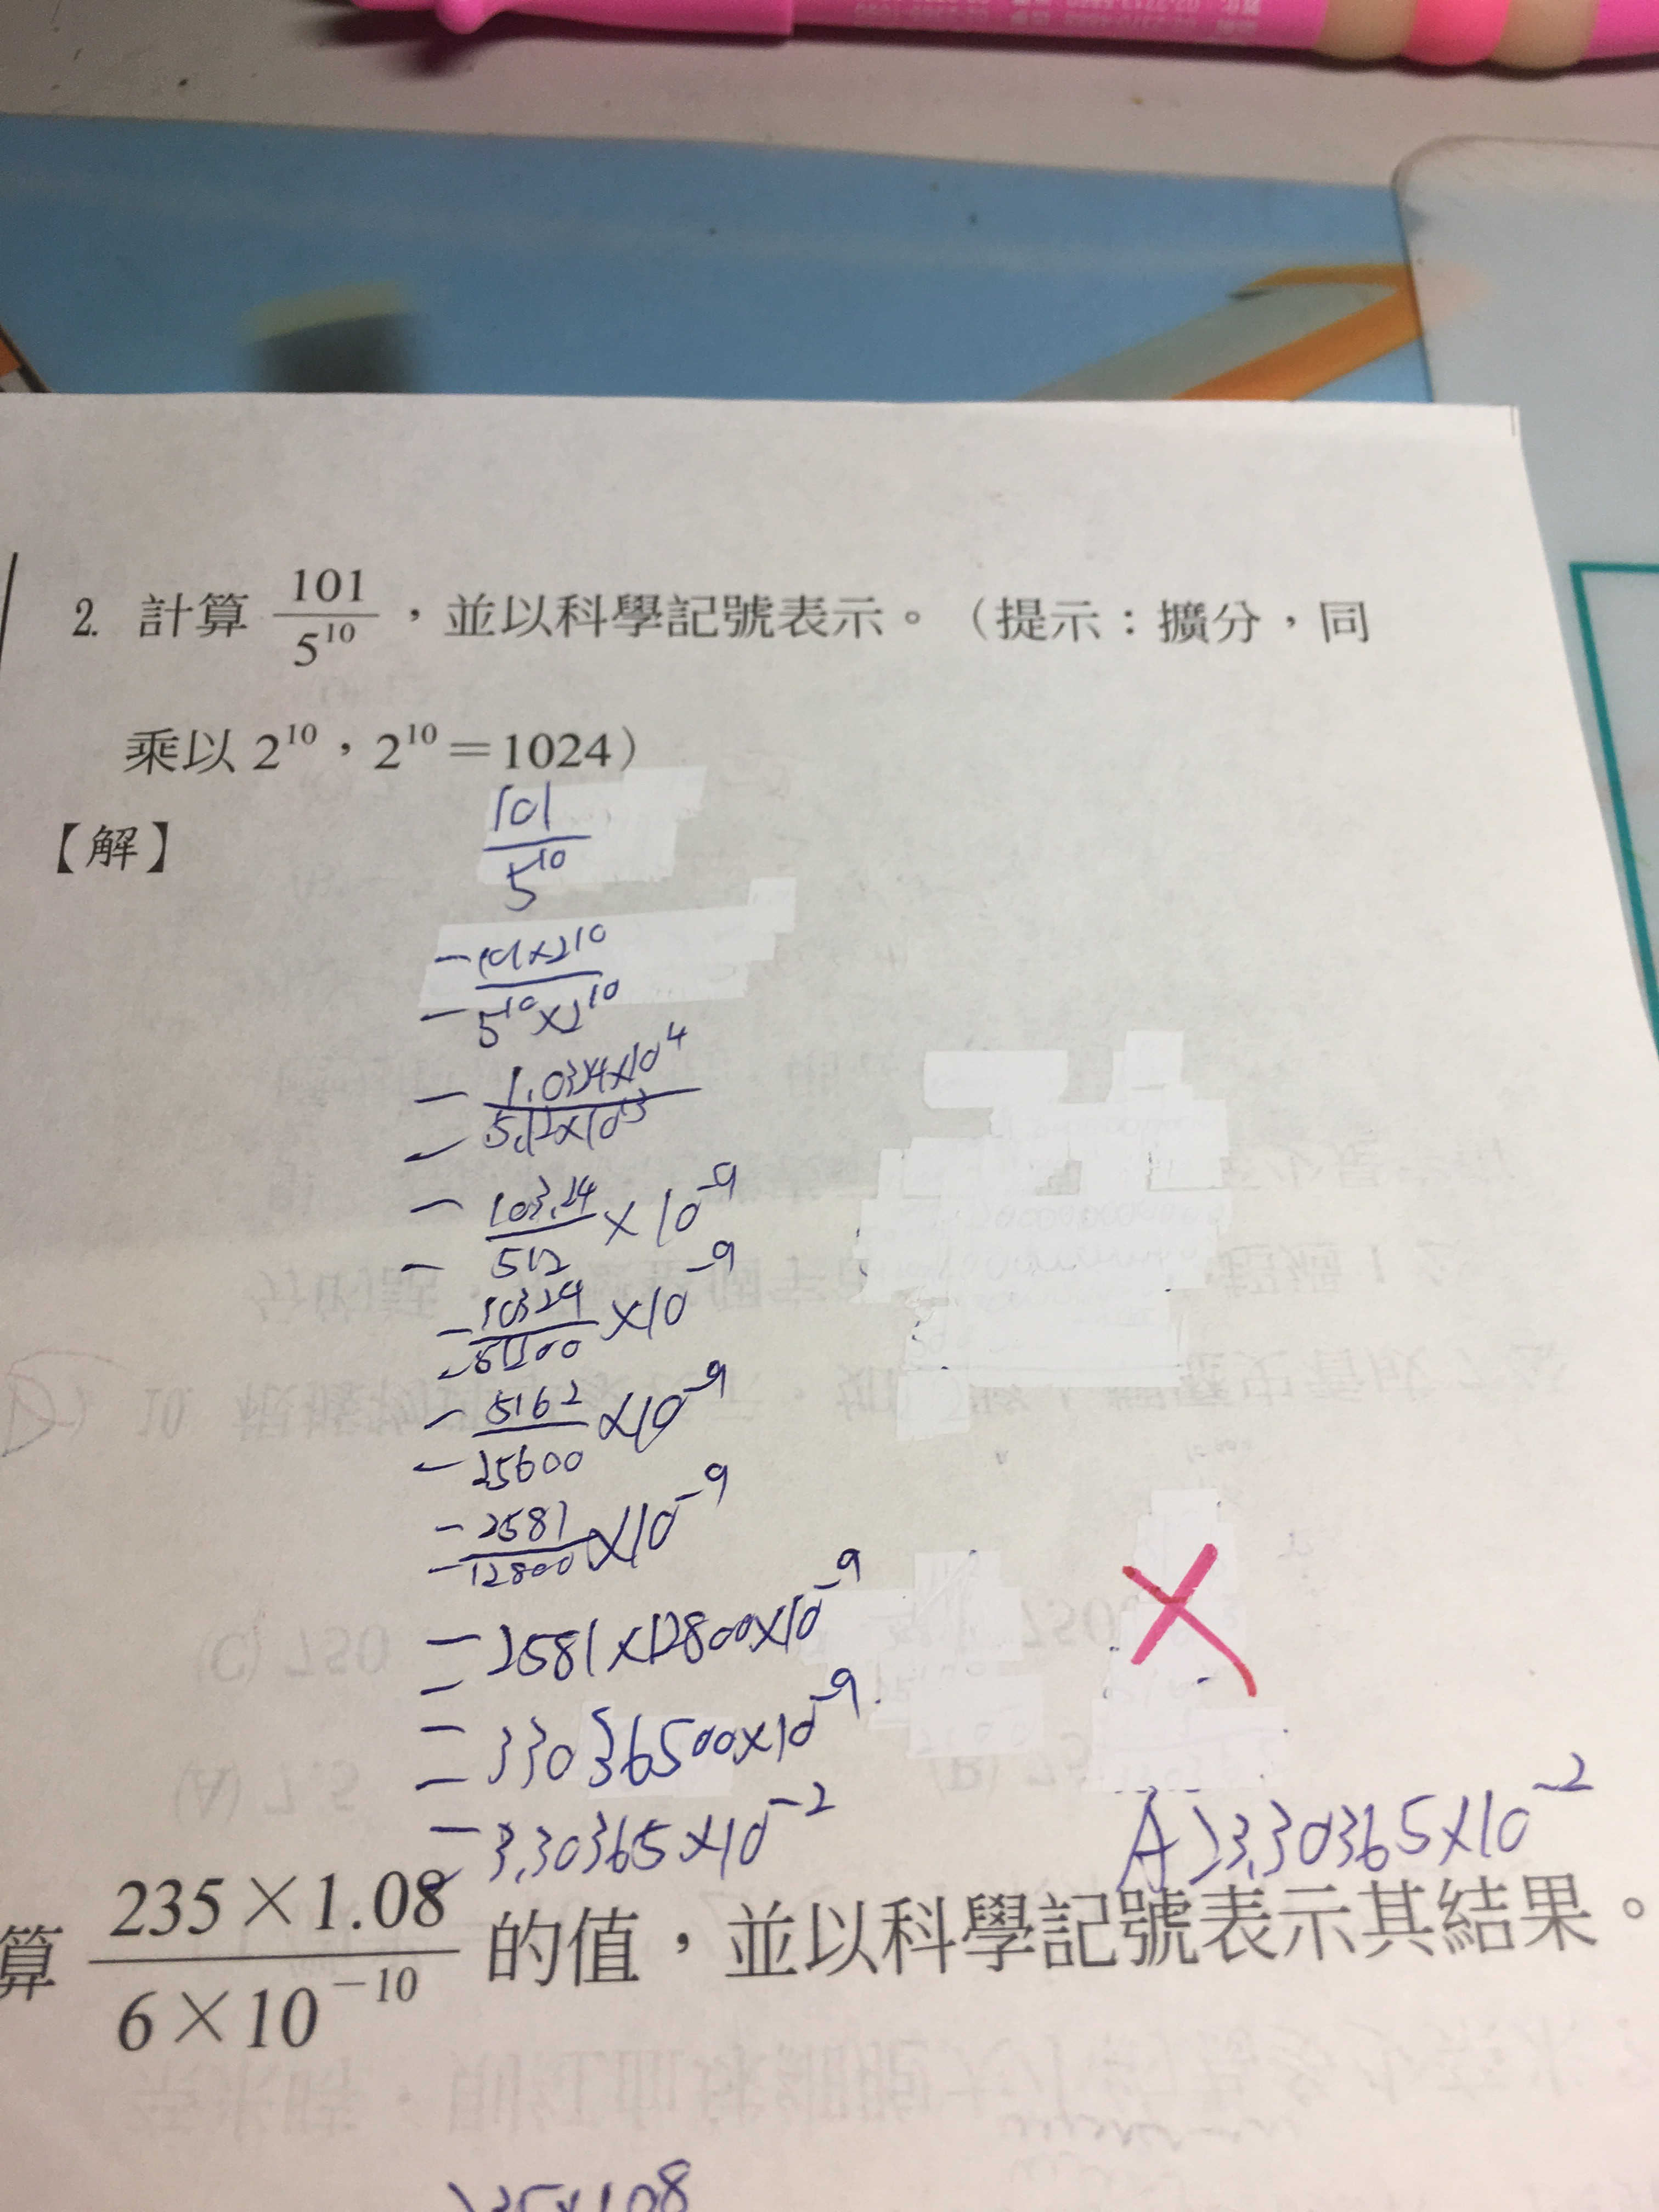 2. 計算 101/5^10，並以科學記號表示。（提示：擴分，同
乘以 2^10，2^10＝1024）
【解】
101/5^10
= 101×2^10 / 5^10×2^10
= 1.0324×10^4 / 5.12×10^13
= 103.24/512 × 10^-9
= 10324/51200 ×10^-9
= 5162/25600 ×10^-9
= 2581/12800 ×10^-9
= 2581×12800×10^-9
= 33036500×10^-9
= 3.30365×10^-2
A 3.30365×10^-2
算 235×1.08 / 6×10^-10 的值，並以科學記號表示其結果。
235×108